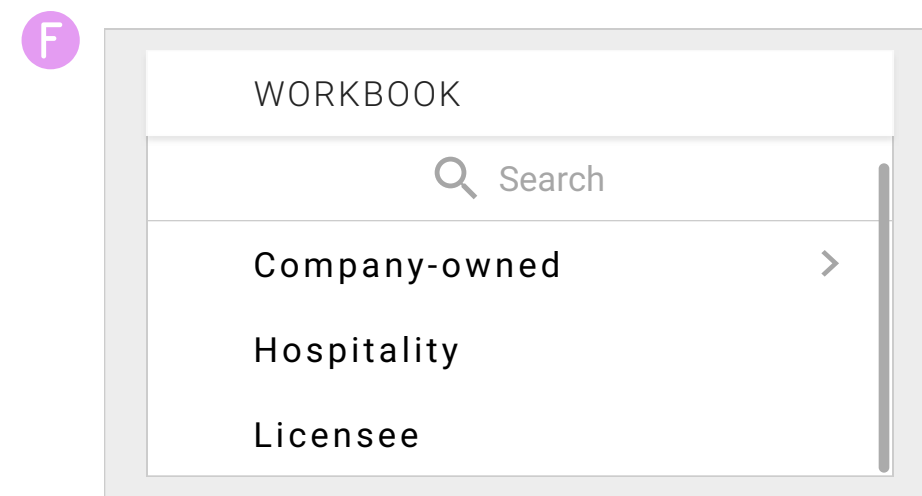 F
WORKBOOK
Search
Company-owned
Hospitality
Licensee